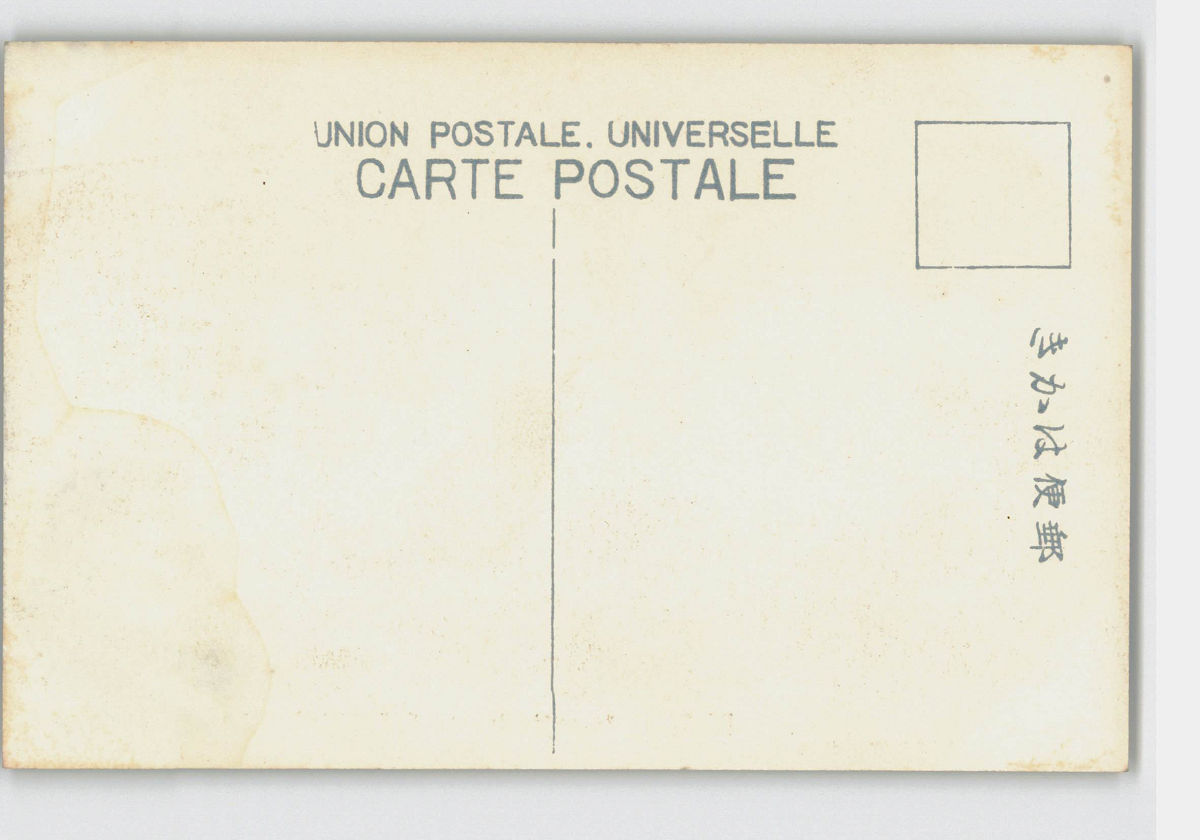 UNION POSTALE. UNIVERSELLE
CARTE POSTALE
郵便はがき